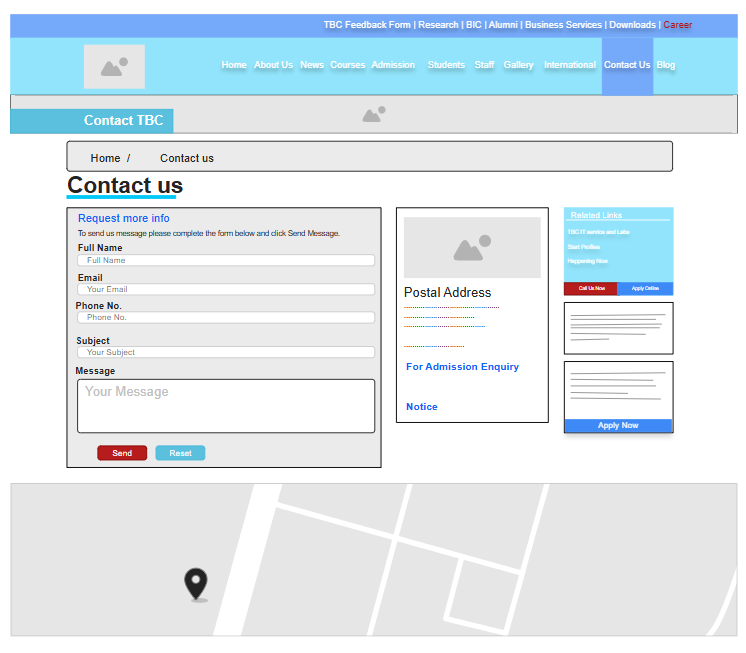 TBC Feedback Form | Research | BIC | Alumni | Business Services | Downloads | Career
Home About Us News Courses Admission Students Staff Gallery International Contact Us Blog
Contact TBC
Home / Contact us
Contact us
Request more info
To send us message please complete the form below and click Send Message.
Full Name
Full Name
Email
Your Email
Phone No.
Phone No.
Subject
Your Subject
Message
Your Message
Send Reset
Postal Address
For Admission Enquiry
Notice
Related Links
TBC IT service and Labs
Start Profiles
Happening Now
Call Us Now Apply Online
Apply Now